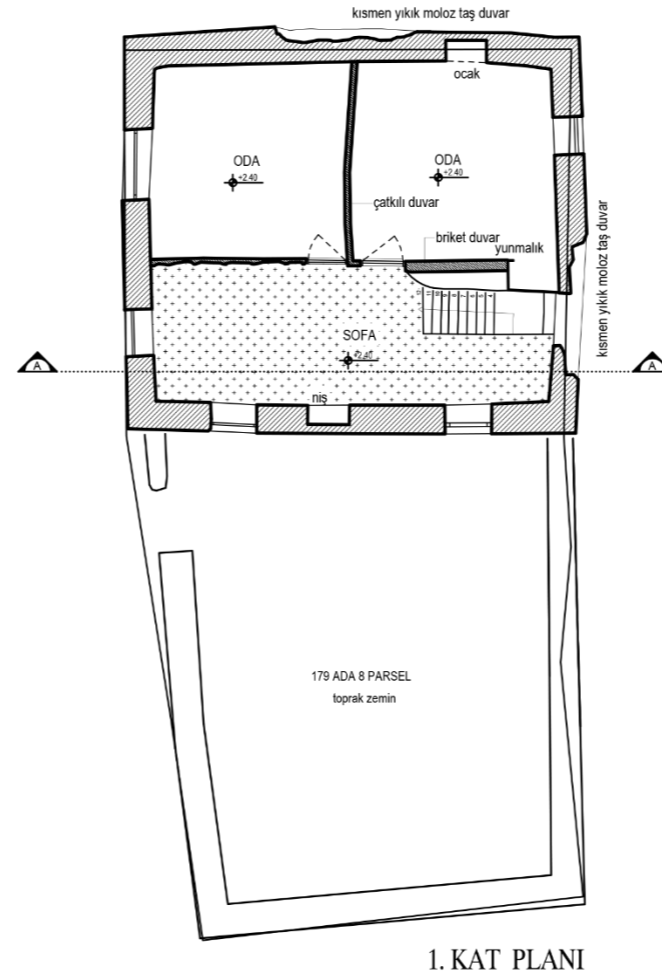 kısmen yıkık moloz taş duvar
ocak
ODA
+2.40
ODA
+2.40
çatkılı duvar
kısmen yıkık moloz taş duvar
briket duvar
yunmalık
SOFA
+2.40
A
A
niş
179 ADA 8 PARSEL
toprak zemin
1. KAT PLANI